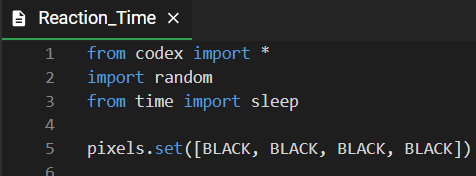 Reaction_Time ×
1 from codex import *
2 import random
3 from time import sleep
4
5 pixels.set([BLACK, BLACK, BLACK, BLACK])
6